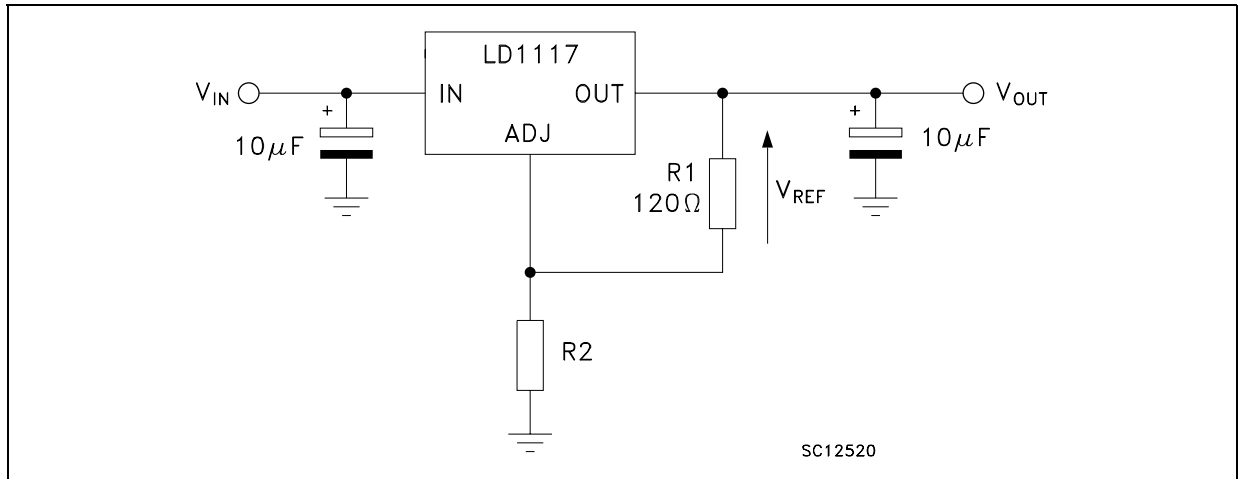 LD1117
V_IN
IN
OUT
V_OUT
+
10μF
ADJ
R1
120Ω
V_REF
+
10μF
R2
SC12520